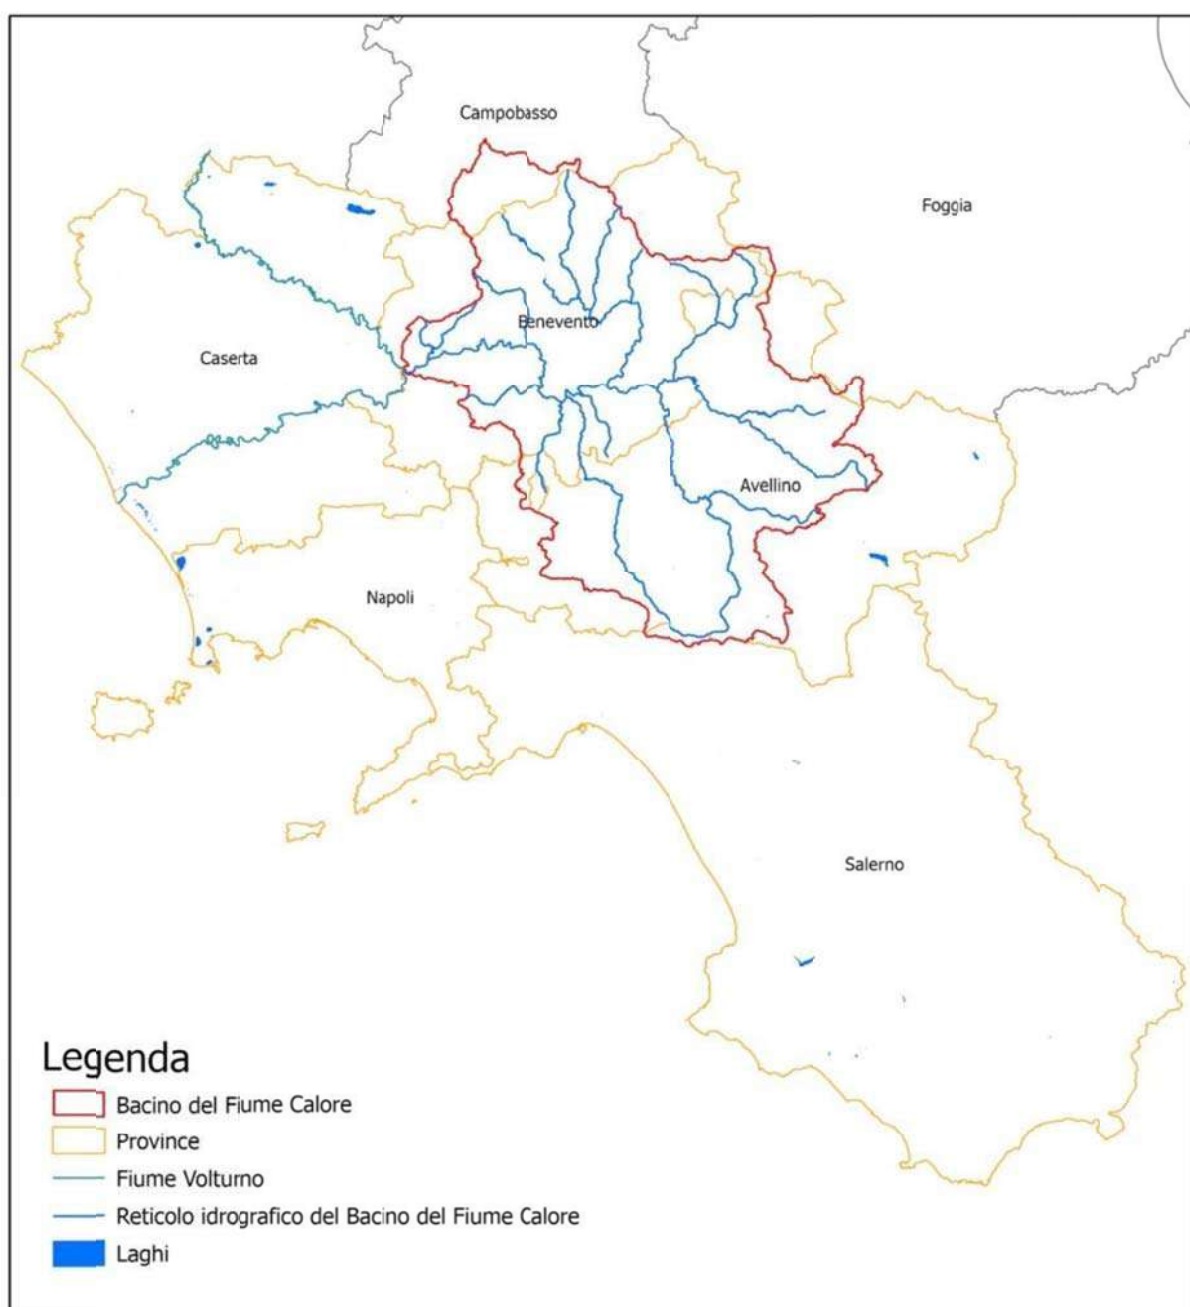 Campobasso
Foggia
Benevento
Caserta
Avellino
Napoli
Salerno
Legenda
Bacino del Fiume Calore
Province
Fiume Volturno
Reticolo idrografico del Bacino del Fiume Calore
Laghi